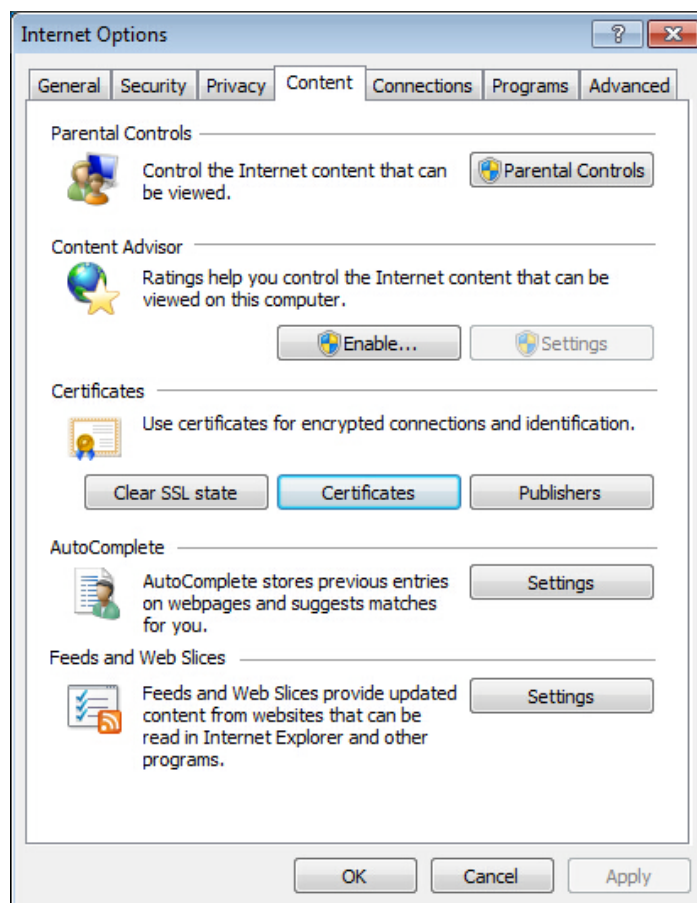 Internet Options
General Security Privacy Content Connections Programs Advanced
Parental Controls
Control the Internet content that can
be viewed.
Parental Controls
Content Advisor
Ratings help you control the Internet content that can be
viewed on this computer.
Enable... Settings
Certificates
Use certificates for encrypted connections and identification.
Clear SSL state Certificates Publishers
AutoComplete
AutoComplete stores previous entries
on webpages and suggests matches
for you.
Settings
Feeds and Web Slices
Feeds and Web Slices provide updated
content from websites that can be
read in Internet Explorer and other
programs.
Settings
OK Cancel Apply